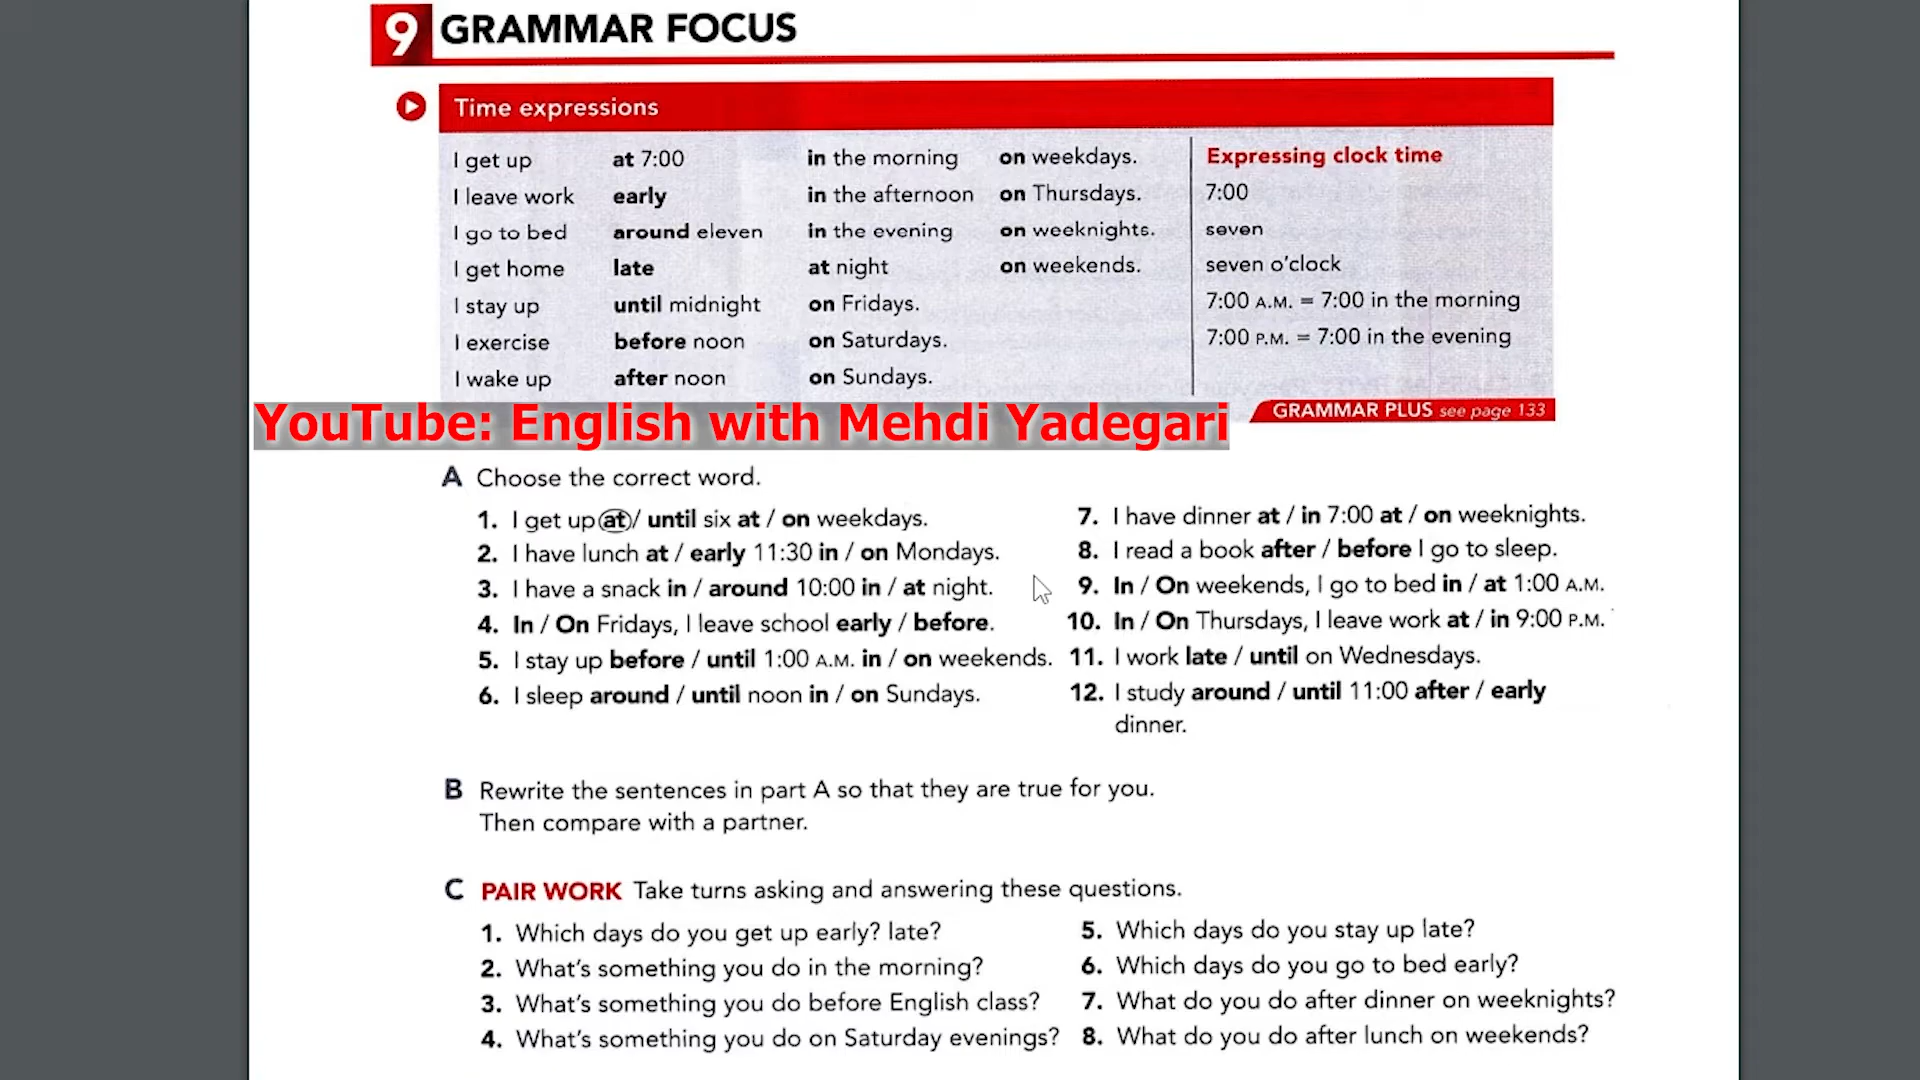 9 GRAMMAR FOCUS
Time expressions
I get up at 7:00 in the morning on weekdays.
I leave work early in the afternoon on Thursdays.
I go to bed around eleven in the evening on weeknights.
I get home late at night on weekends.
I stay up until midnight on Fridays.
I exercise before noon on Saturdays.
I wake up after noon on Sundays.
Expressing clock time
7:00
seven
seven o'clock
7:00 A.M. = 7:00 in the morning
7:00 P.M. = 7:00 in the evening
GRAMMAR PLUS see page 133
YouTube: English with Mehdi Yadegari
A Choose the correct word.
1. I get up at / until six at / on weekdays.
2. I have lunch at / early 11:30 in / on Mondays.
3. I have a snack in / around 10:00 in / at night.
4. In / On Fridays, I leave school early / before.
5. I stay up before / until 1:00 A.M. in / on weekends.
6. I sleep around / until noon in / on Sundays.
7. I have dinner at / in 7:00 at / on weeknights.
8. I read a book after / before I go to sleep.
9. In / On weekends, I go to bed in / at 1:00 A.M.
10. In / On Thursdays, I leave work at / in 9:00 P.M.
11. I work late / until on Wednesdays.
12. I study around / until 11:00 after / early
dinner.
B Rewrite the sentences in part A so that they are true for you.
Then compare with a partner.
C PAIR WORK Take turns asking and answering these questions.
1. Which days do you get up early? late?
2. What's something you do in the morning?
3. What's something you do before English class?
4. What's something you do on Saturday evenings?
5. Which days do you stay up late?
6. Which days do you go to bed early?
7. What do you do after dinner on weeknights?
8. What do you do after lunch on weekends?